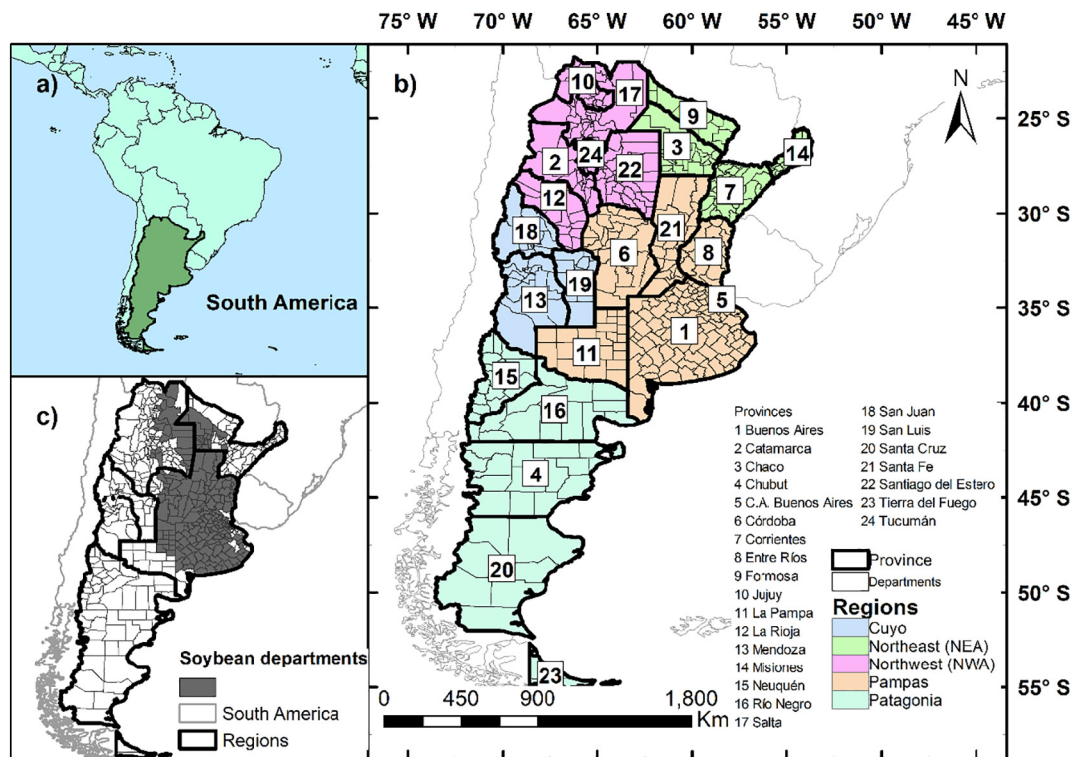 75° W 70° W 65° W 60° W 55° W 50° W 45° W
a)
South America
b)
N
25° S
30° S
35° S
40° S
45° S
50° S
55° S
10
17
9
3
14
24
2
22
7
12
21
18
6
8
19
13
5
1
11
15
16
4
20
23
Provinces
1 Buenos Aires
2 Catamarca
3 Chaco
4 Chubut
5 C.A. Buenos Aires
6 Córdoba
7 Corrientes
8 Entre Ríos
9 Formosa
10 Jujuy
11 La Pampa
12 La Rioja
13 Mendoza
14 Misiones
15 Neuquén
16 Río Negro
17 Salta
18 San Juan
19 San Luis
20 Santa Cruz
21 Santa Fe
22 Santiago del Estero
23 Tierra del Fuego
24 Tucumán
Province
Departments
Regions
Cuyo
Northeast (NEA)
Northwest (NWA)
Pampas
Patagonia
0 450 900 1,800
Km
c)
Soybean departments
South America
Regions